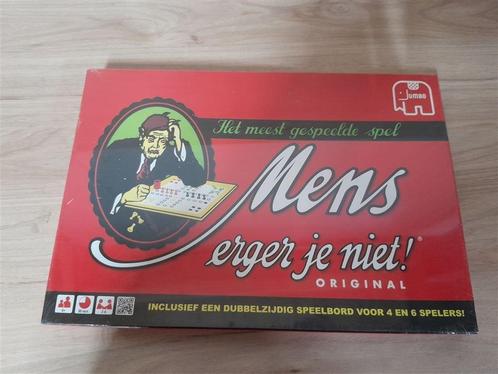 Jumbo
Het meest gespeelde spel
Mens
erger je niet!®
ORIGINAL
INCLUSIEF EEN DUBBELZIJDIG SPEELBORD VOOR 4 EN 6 SPELERS!